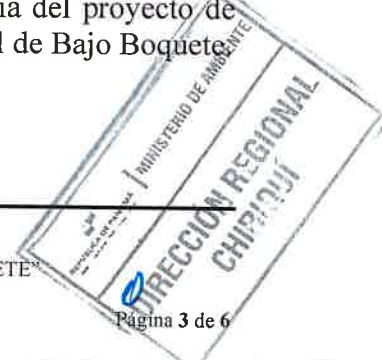 ia del proyecto de
l de Bajo Boquete.
REPÚBLICA DE PANAMÁ
MINISTERIO DE AMBIENTE
DIRECCIÓN REGIONAL
CHIRIQUÍ
ETE”
Página 3 de 6